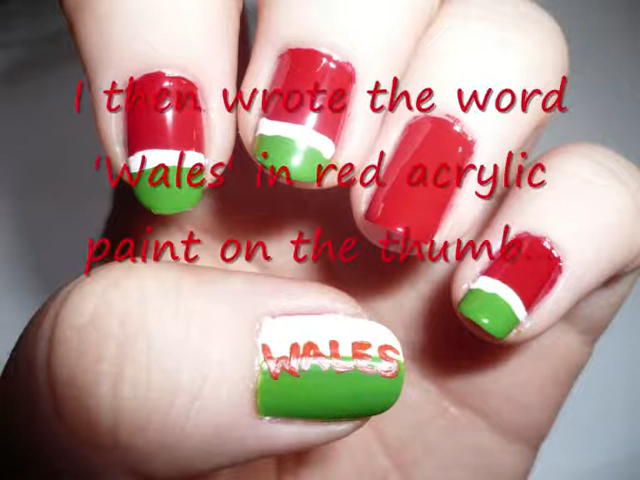 I then wrote the word
'Wales' in red acrylic
paint on the thumb...
WALES